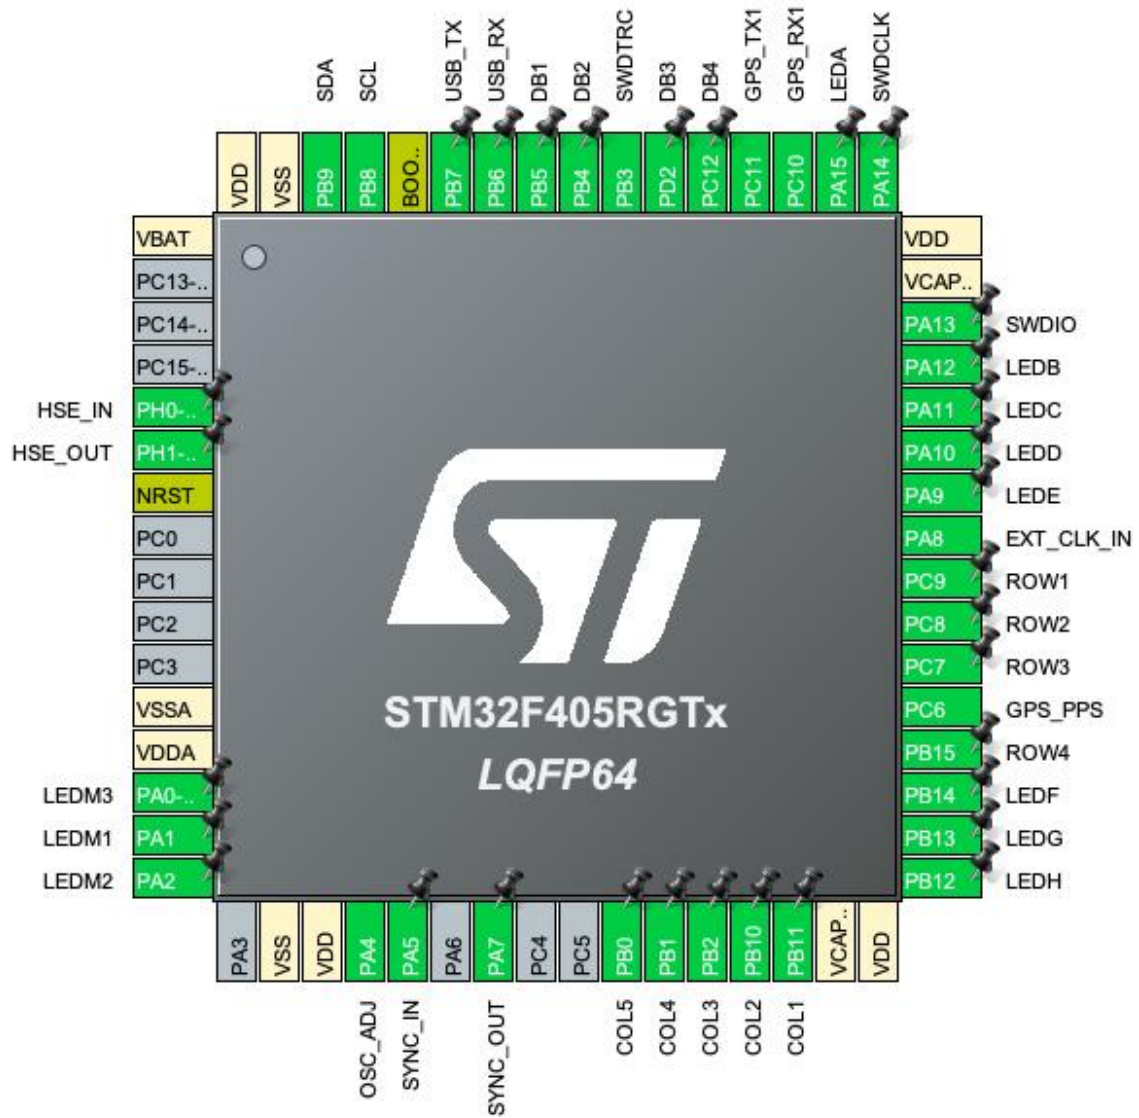 SDA
SCL
USB_TX
USB_RX
DB1
DB2
SWDTRC
DB3
DB4
GPS_TX1
GPS_RX1
LEDA
SWDCLK
VDD
VSS
PB9
PB8
BOO..
PB7
PB6
PB5
PB4
PB3
PD2
PC12
PC11
PC10
PA15
PA14
VBAT
PC13-..
PC14-..
PC15-..
HSE_IN PH0-..
HSE_OUT PH1-..
NRST
PC0
PC1
PC2
PC3
VSSA
VDDA
LEDM3 PA0-..
LEDM1 PA1
LEDM2 PA2
ST
STM32F405RGTx
LQFP64
VDD
VCAP..
PA13 SWDIO
PA12 LEDB
PA11 LEDC
PA10 LEDD
PA9 LEDE
PA8 EXT_CLK_IN
PC9 ROW1
PC8 ROW2
PC7 ROW3
PC6 GPS_PPS
PB15 ROW4
PB14 LEDF
PB13 LEDG
PB12 LEDH
PA3
VSS
VDD
PA4
PA5
PA6
PA7
PC4
PC5
PB0
PB1
PB2
PB10
PB11
VCAP..
VDD
OSC_ADJ
SYNC_IN
SYNC_OUT
COL5
COL4
COL3
COL2
COL1